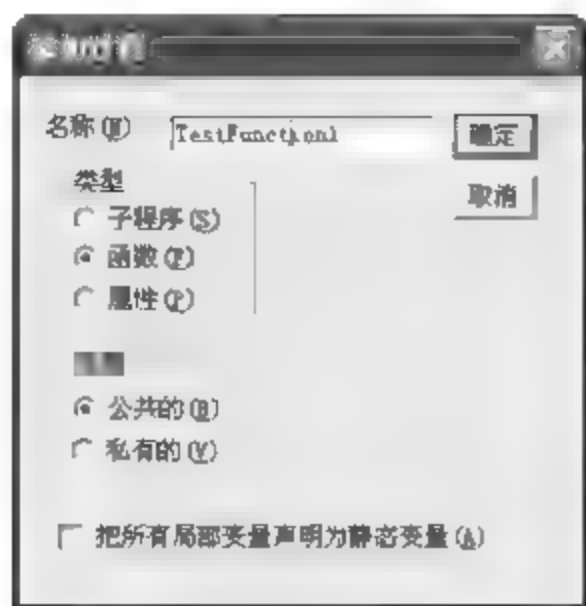 名称(N) TestFunction1 确定
类型 取消
子程序(S)
函数(F)
属性(P)
公共的(B)
私有的(V)
把所有局部变量声明为静态变量(A)